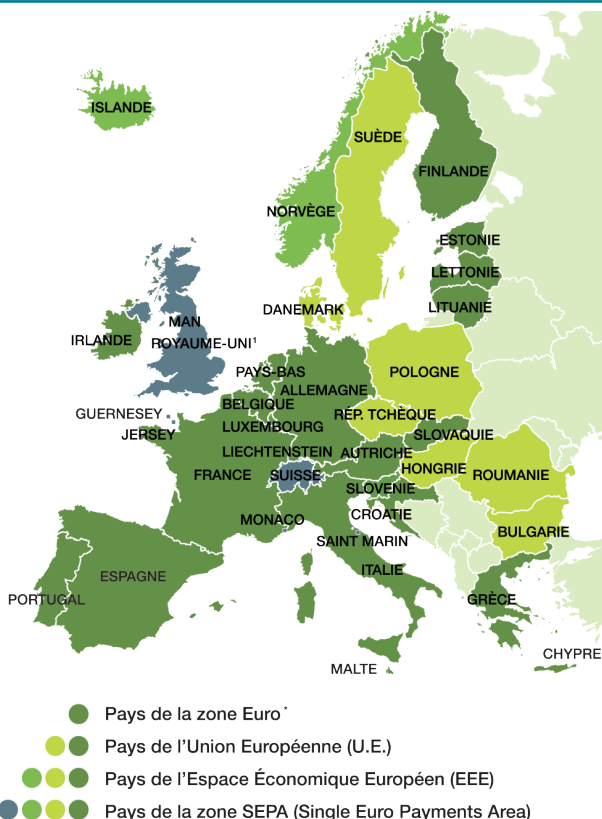 ISLANDE
SUÈDE
FINLANDE
NORVÈGE
ESTONIE
LETTONIE
LITUANIE
DANEMARK
MAN
IRLANDE
ROYAUME-UNI¹
PAYS-BAS
POLOGNE
ALLEMAGNE
BELGIQUE
GUERNESEY
RÉP. TCHÈQUE
LUXEMBOURG
JERSEY
SLOVAQUIE
LIECHTENSTEIN
AUTRICHE
HONGRIE
FRANCE
SUISSE
ROUMANIE
SLOVENIE
CROATIE
MONACO
BULGARIE
SAINT MARIN
ITALIE
ESPAGNE
PORTUGAL
GRÈCE
CHYPRE
MALTE
Pays de la zone Euro*
Pays de l'Union Européenne (U.E.)
Pays de l'Espace Économique Européen (EEE)
Pays de la zone SEPA (Single Euro Payments Area)